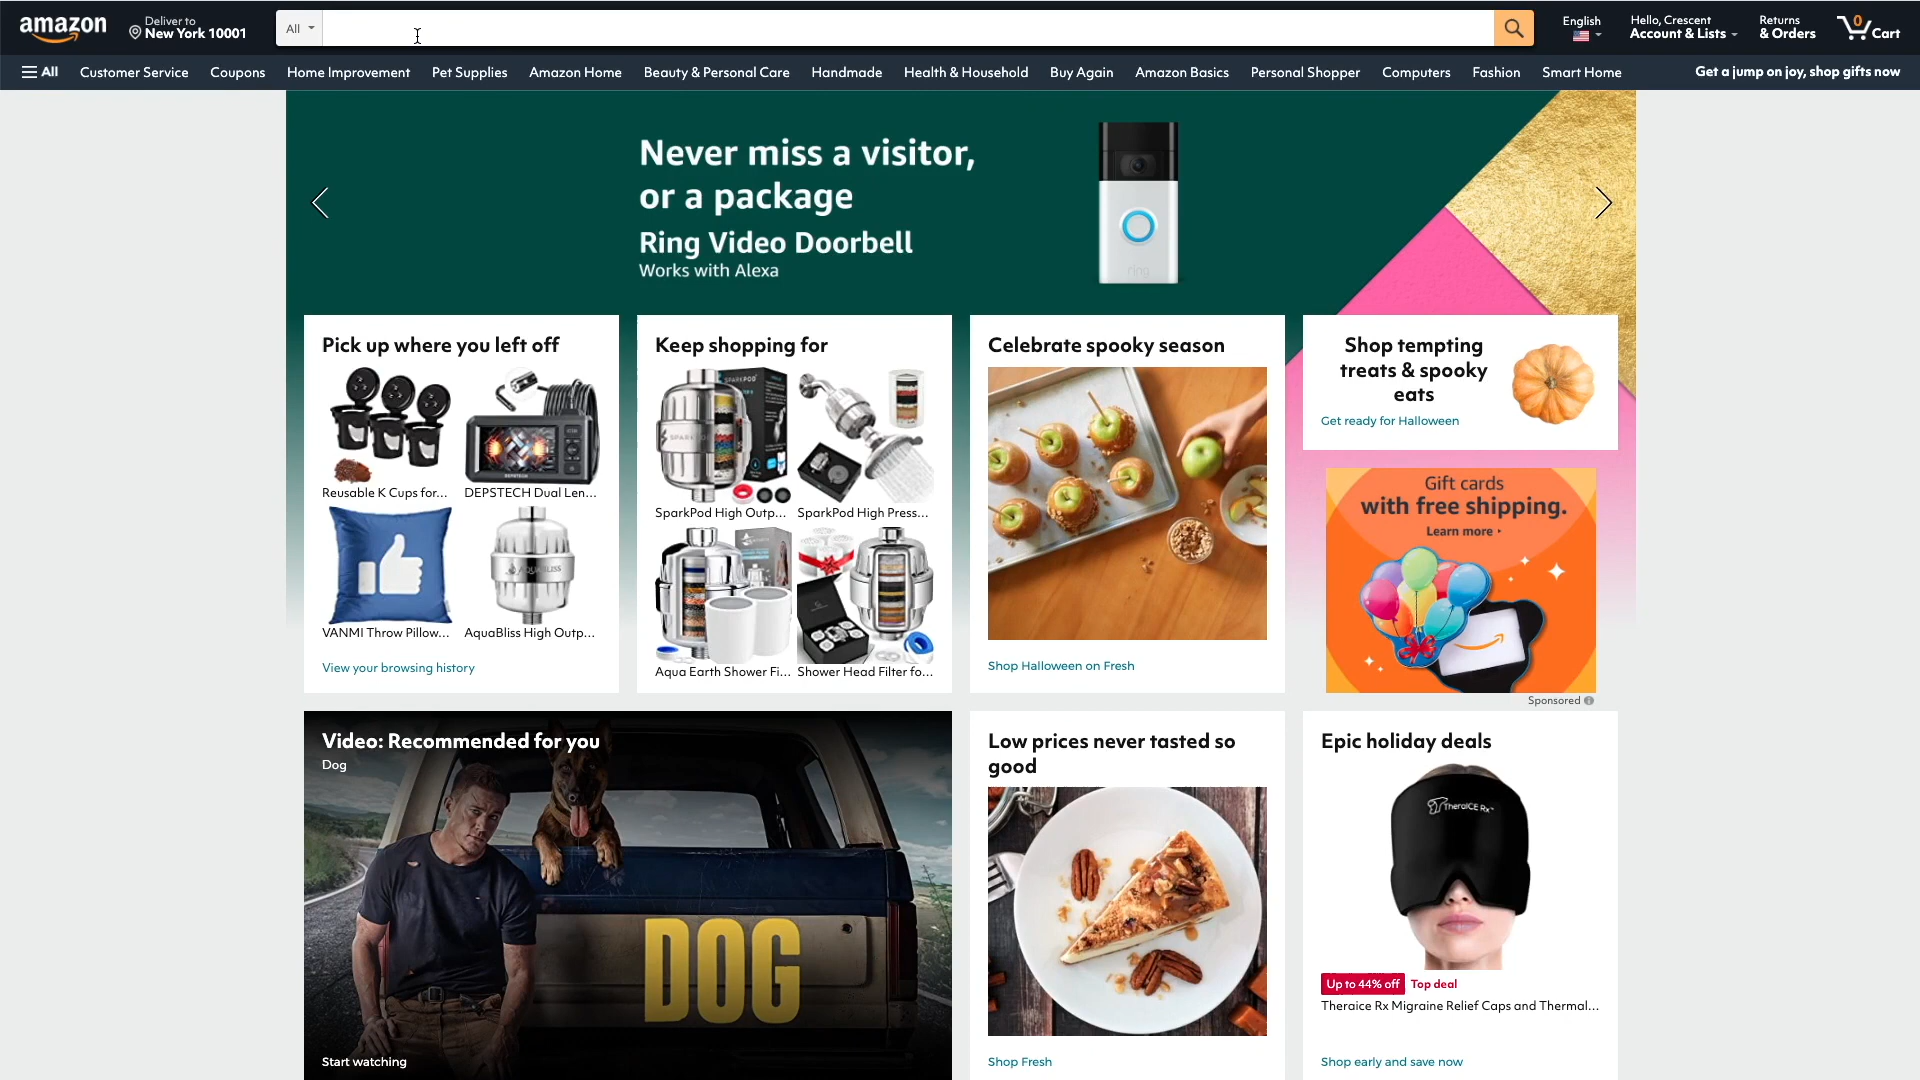 amazon
Deliver to
New York 10001
All
English
Hello, Crescent
Account & Lists
Returns
& Orders
0
Cart
All
Customer Service
Coupons
Home Improvement
Pet Supplies
Amazon Home
Beauty & Personal Care
Handmade
Health & Household
Buy Again
Amazon Basics
Personal Shopper
Computers
Fashion
Smart Home
Get a jump on joy, shop gifts now
Never miss a visitor,
or a package
Ring Video Doorbell
Works with Alexa
ring
Pick up where you left off
Reusable K Cups for...
DEPSTECH Dual Len...
VANMI Throw Pillow...
AquaBliss High Outp...
View your browsing history
Keep shopping for
SparkPod High Outp...
SparkPod High Press...
Aqua Earth Shower Fi...
Shower Head Filter fo...
Celebrate spooky season
Shop Halloween on Fresh
Shop tempting
treats & spooky
eats
Get ready for Halloween
Gift cards
with free shipping.
Learn more
Sponsored
Video: Recommended for you
Dog
DOG
Start watching
Low prices never tasted so
good
Shop Fresh
Epic holiday deals
TheraICE Rx
Up to 44% off
Top deal
Theraice Rx Migraine Relief Caps and Thermal...
Shop early and save now